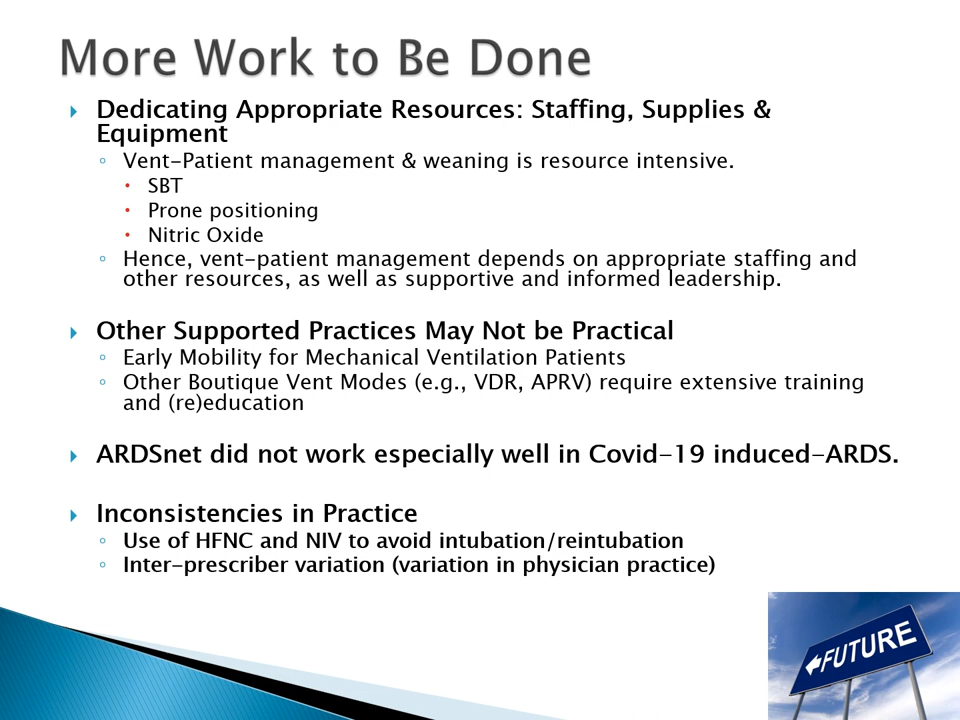 More Work to Be Done
Dedicating Appropriate Resources: Staffing, Supplies &
Equipment
Vent-Patient management & weaning is resource intensive.
SBT
Prone positioning
Nitric Oxide
Hence, vent-patient management depends on appropriate staffing and
other resources, as well as supportive and informed leadership.
Other Supported Practices May Not be Practical
Early Mobility for Mechanical Ventilation Patients
Other Boutique Vent Modes (e.g., VDR, APRV) require extensive training
and (re)education
ARDSnet did not work especially well in Covid-19 induced-ARDS.
Inconsistencies in Practice
Use of HFNC and NIV to avoid intubation/reintubation
Inter-prescriber variation (variation in physician practice)
FUTURE